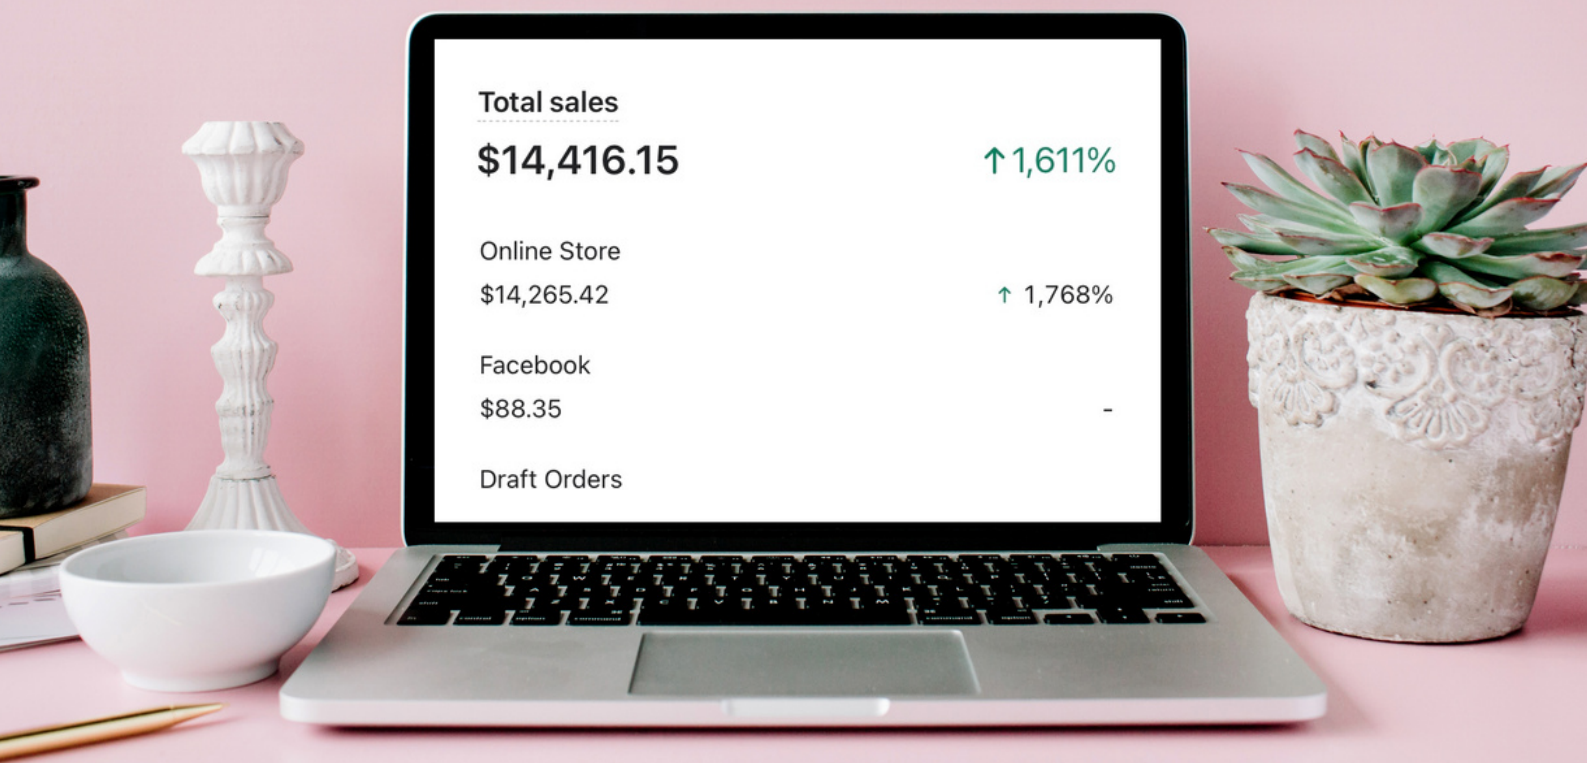 Total sales
$14,416.15 ↑1,611%
Online Store
$14,265.42 ↑ 1,768%
Facebook
$88.35 -
Draft Orders